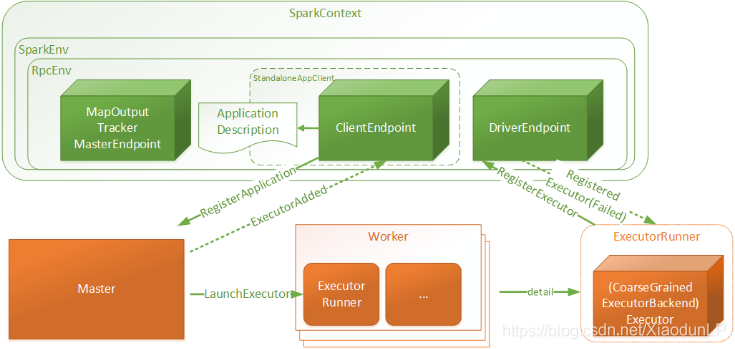 SparkContext
SparkEnv
RpcEnv
StandaloneAppClient
MapOutput
Tracker
MasterEndpoint
Application
Description
ClientEndpoint
DriverEndpoint
RegisterApplication
ExecutorAdded
RegisterExecutor
Registered
Executor(Failed)
Master
LaunchExecutor
Worker
Executor
Runner
...
detail
ExecutorRunner
(CoarseGrained
ExecutorBackend)
Executor
https://blog.csdn.net/XiaodunLP